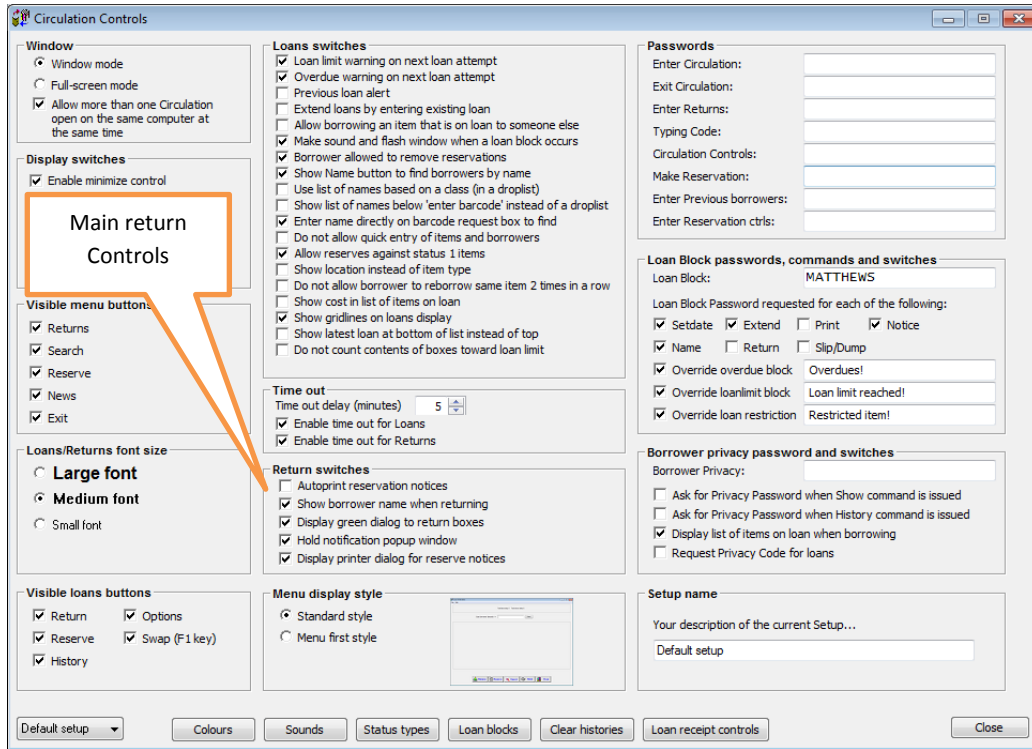 Circulation Controls
Window
Window mode
Full-screen mode
Allow more than one Circulation
open on the same computer at
the same time
Display switches
Enable minimize control
Main return
Controls
Visible menu buttons
Returns
Search
Reserve
News
Exit
Loans/Returns font size
Large font
Medium font
Small font
Visible loans buttons
Return Options
Reserve Swap (F1 key)
History
Loans switches
Loan limit warning on next loan attempt
Overdue warning on next loan attempt
Previous loan alert
Extend loans by entering existing loan
Allow borrowing an item that is on loan to someone else
Make sound and flash window when a loan block occurs
Borrower allowed to remove reservations
Show Name button to find borrowers by name
Use list of names based on a class (in a droplist)
Show list of names below 'enter barcode' instead of a droplist
Enter name directly on barcode request box to find
Do not allow quick entry of items and borrowers
Allow reserves against status 1 items
Show location instead of item type
Do not allow borrower to reborrow same item 2 times in a row
Show cost in list of items on loan
Show gridlines on loans display
Show latest loan at bottom of list instead of top
Do not count contents of boxes toward loan limit
Time out
Time out delay (minutes) 5
Enable time out for Loans
Enable time out for Returns
Return switches
Autoprint reservation notices
Show borrower name when returning
Display green dialog to return boxes
Hold notification popup window
Display printer dialog for reserve notices
Menu display style
Standard style
Menu first style
Passwords
Enter Circulation:
Exit Circulation:
Enter Returns:
Typing Code:
Circulation Controls:
Make Reservation:
Enter Previous borrowers:
Enter Reservation ctrls:
Loan Block passwords, commands and switches
Loan Block: MATTHEWS
Loan Block Password requested for each of the following:
Setdate Extend Print Notice
Name Return Slip/Dump
Override overdue block Overdues!
Override loanlimit block Loan limit reached!
Override loan restriction Restricted item!
Borrower privacy password and switches
Borrower Privacy:
Ask for Privacy Password when Show command is issued
Ask for Privacy Password when History command is issued
Display list of items on loan when borrowing
Request Privacy Code for loans
Setup name
Your description of the current Setup...
Default setup
Default setup Colours Sounds Status types Loan blocks Clear histories Loan receipt controls Close